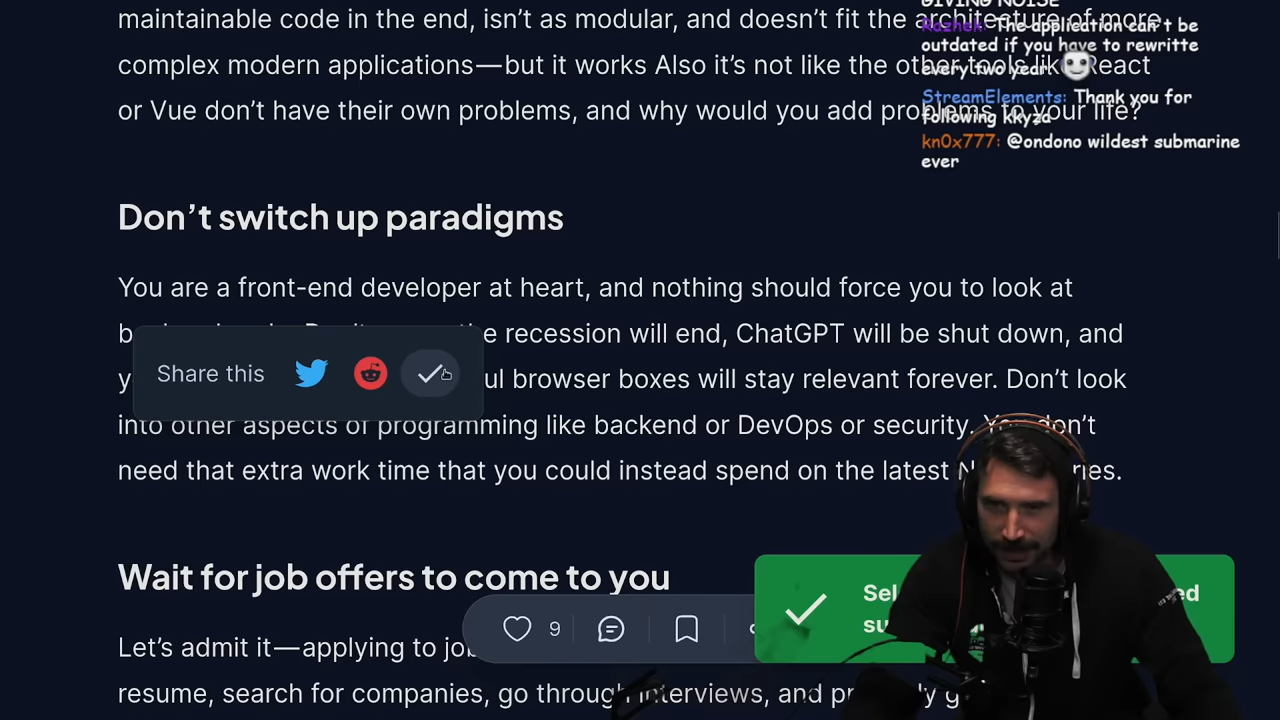 maintainable code in the end, isn't as modular, and doesn't fit the architecture of more
complex modern applications—but it works Also it's not like the other tools like React
or Vue don't have their own problems, and why would you add problems to your life?
GIVING NOISE
Razhek: The application can't be
outdated if you have to rewritte
every two year.
StreamElements: Thank you for
following kkyza
kn0x777: @ondono wildest submarine
ever
Don't switch up paradigms
You are a front-end developer at heart, and nothing should force you to look at
the recession will end, ChatGPT will be shut down, and
browser boxes will stay relevant forever. Don't look
Share this
into other aspects of programming like backend or DevOps or security. You don't
need that extra work time that you could instead spend on the latest
Wait for job offers to come to you
9
Let's admit it—applying to
resume, search for companies, go through interviews, and